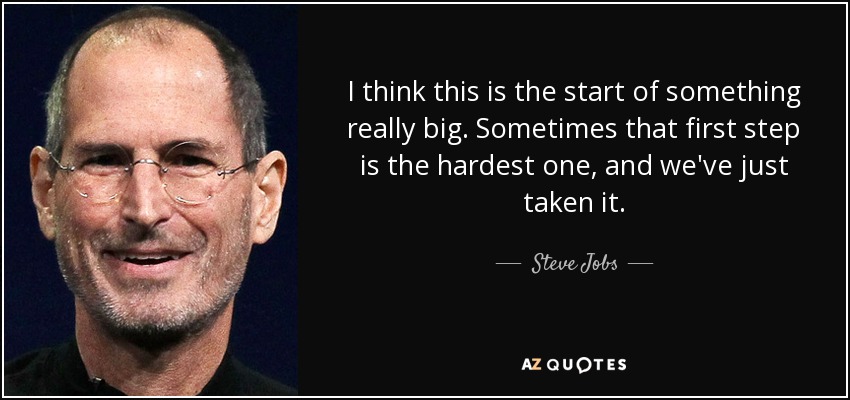 I think this is the start of something
really big. Sometimes that first step
is the hardest one, and we've just
taken it.
Steve Jobs
AZ QUOTES